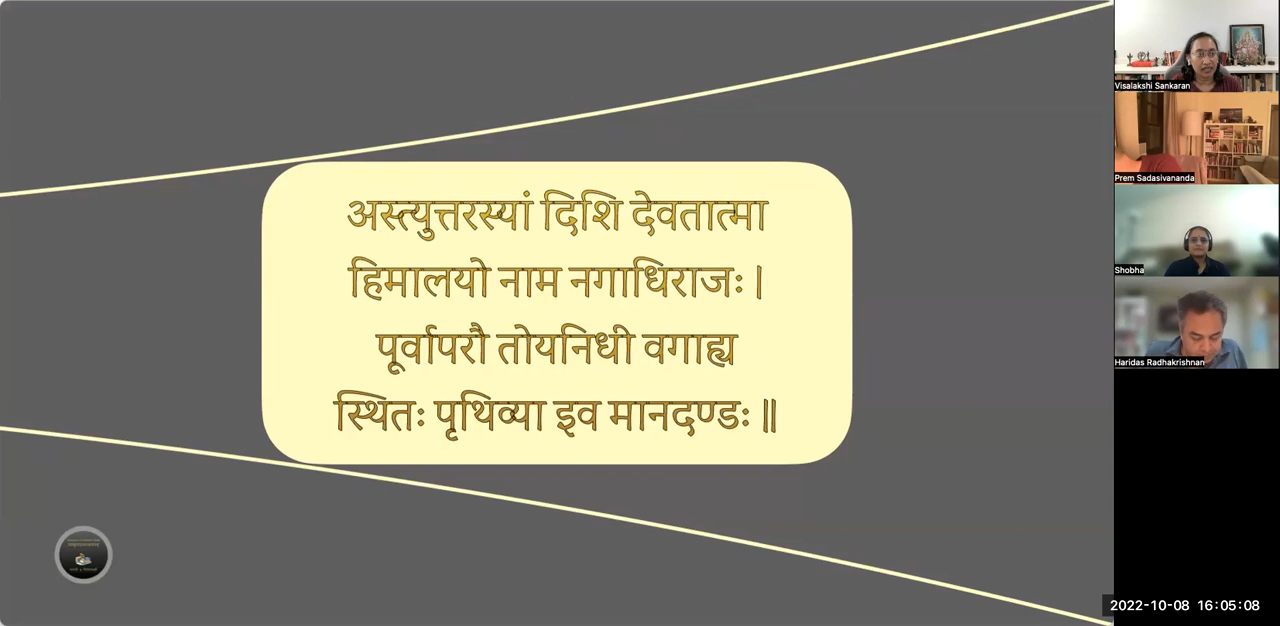 अस्त्युत्तरस्यां दिशि देवतात्मा
हिमालयो नाम नगाधिराजः |
पूर्वापरौ तोयनिधी वगाह्य
स्थितः पृथिव्या इव मानदण्डः ||
Visalakshi Sankaran
Prem Sadasivananda
Shobha
Haridas Radhakrishnan
2022-10-08 16:05:08